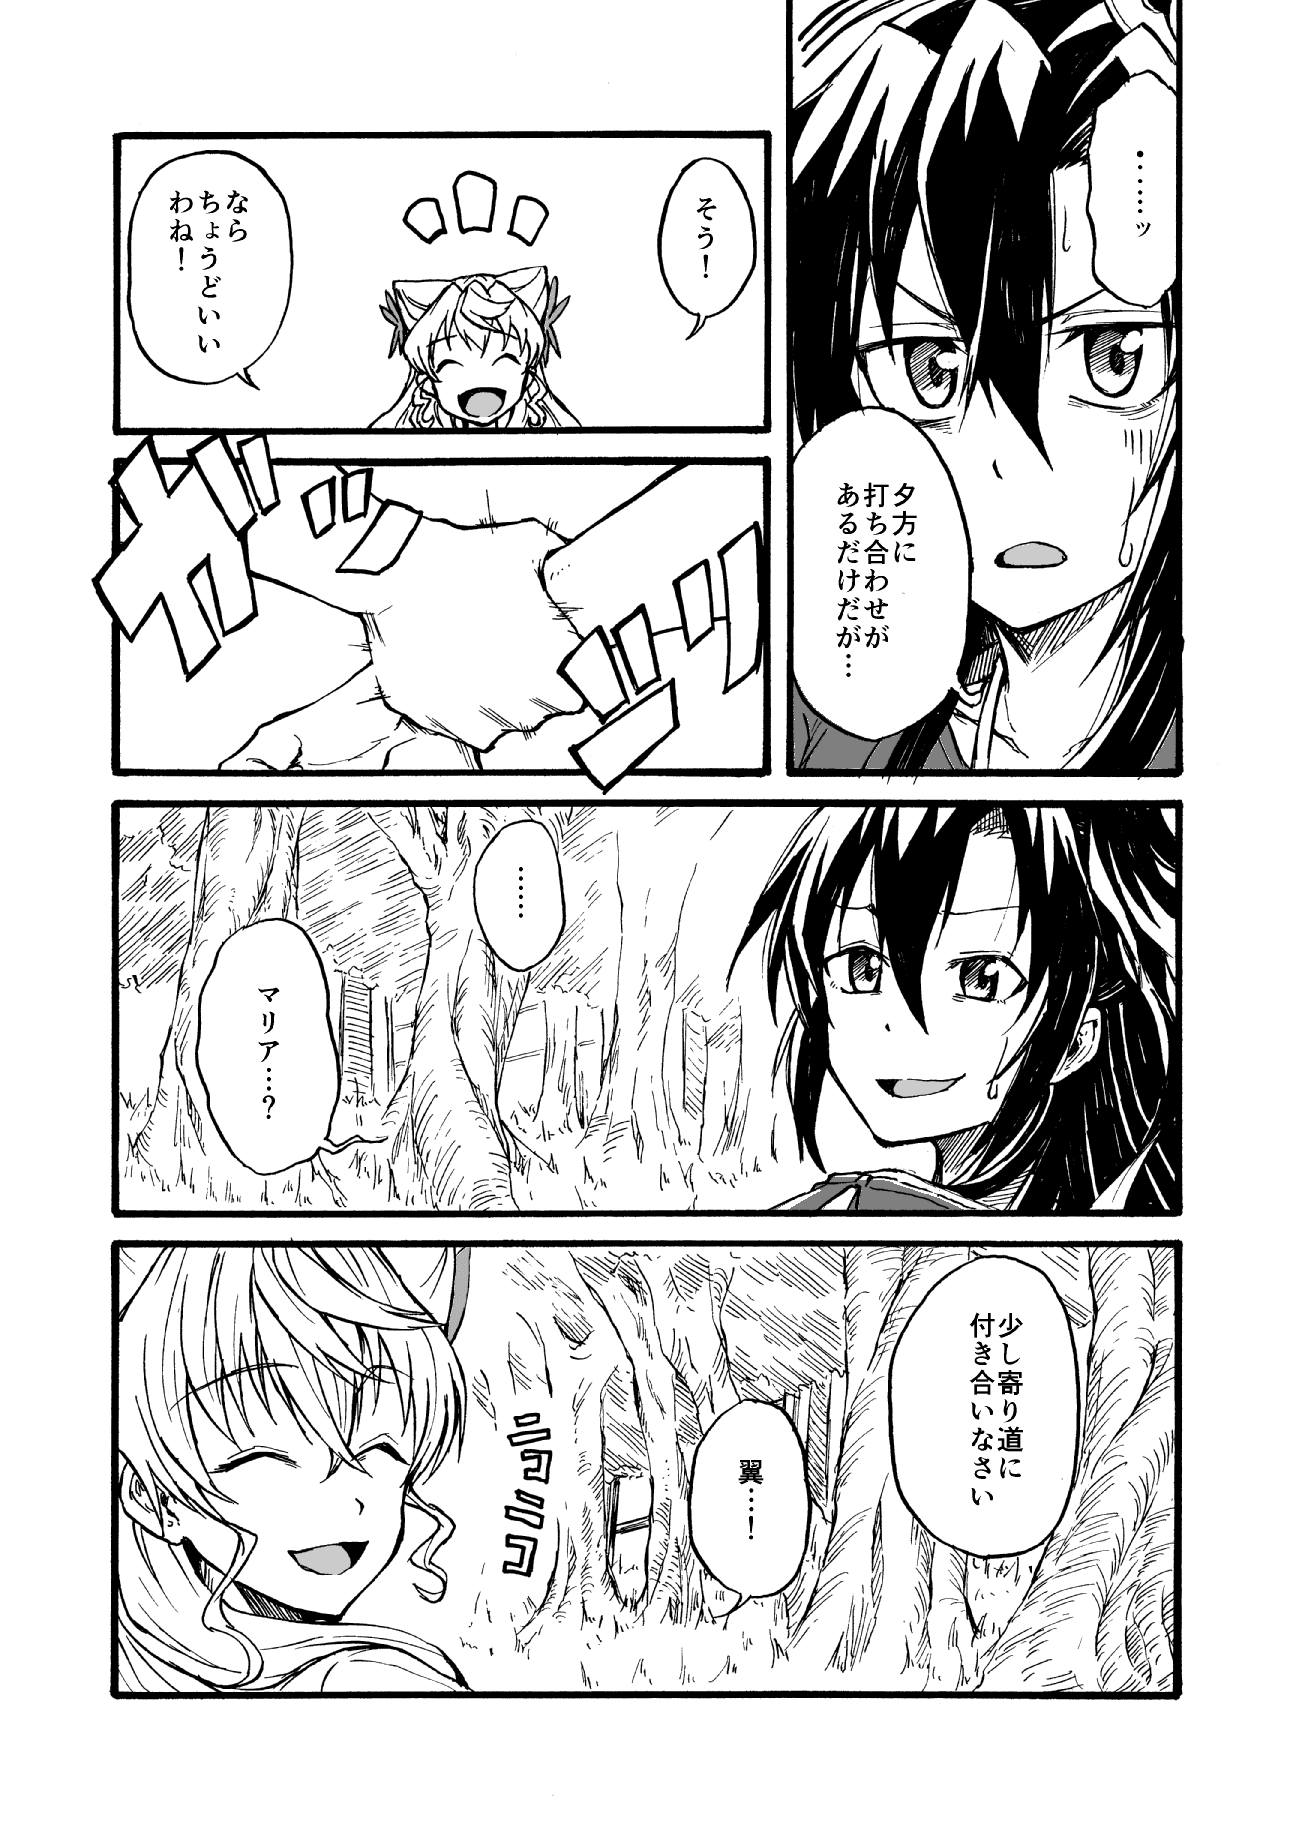 ・……ッ
夕方に
打ち合わせが
あるだけだが…
そう！
なら
ちょうどいい
わね！
ガシッ
……
マリア…？
少し寄り道に
付き合いなさい
翼…！
ニコニコ